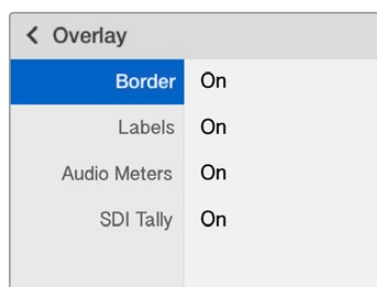 Overlay
Border On
Labels On
Audio Meters On
SDI Tally On